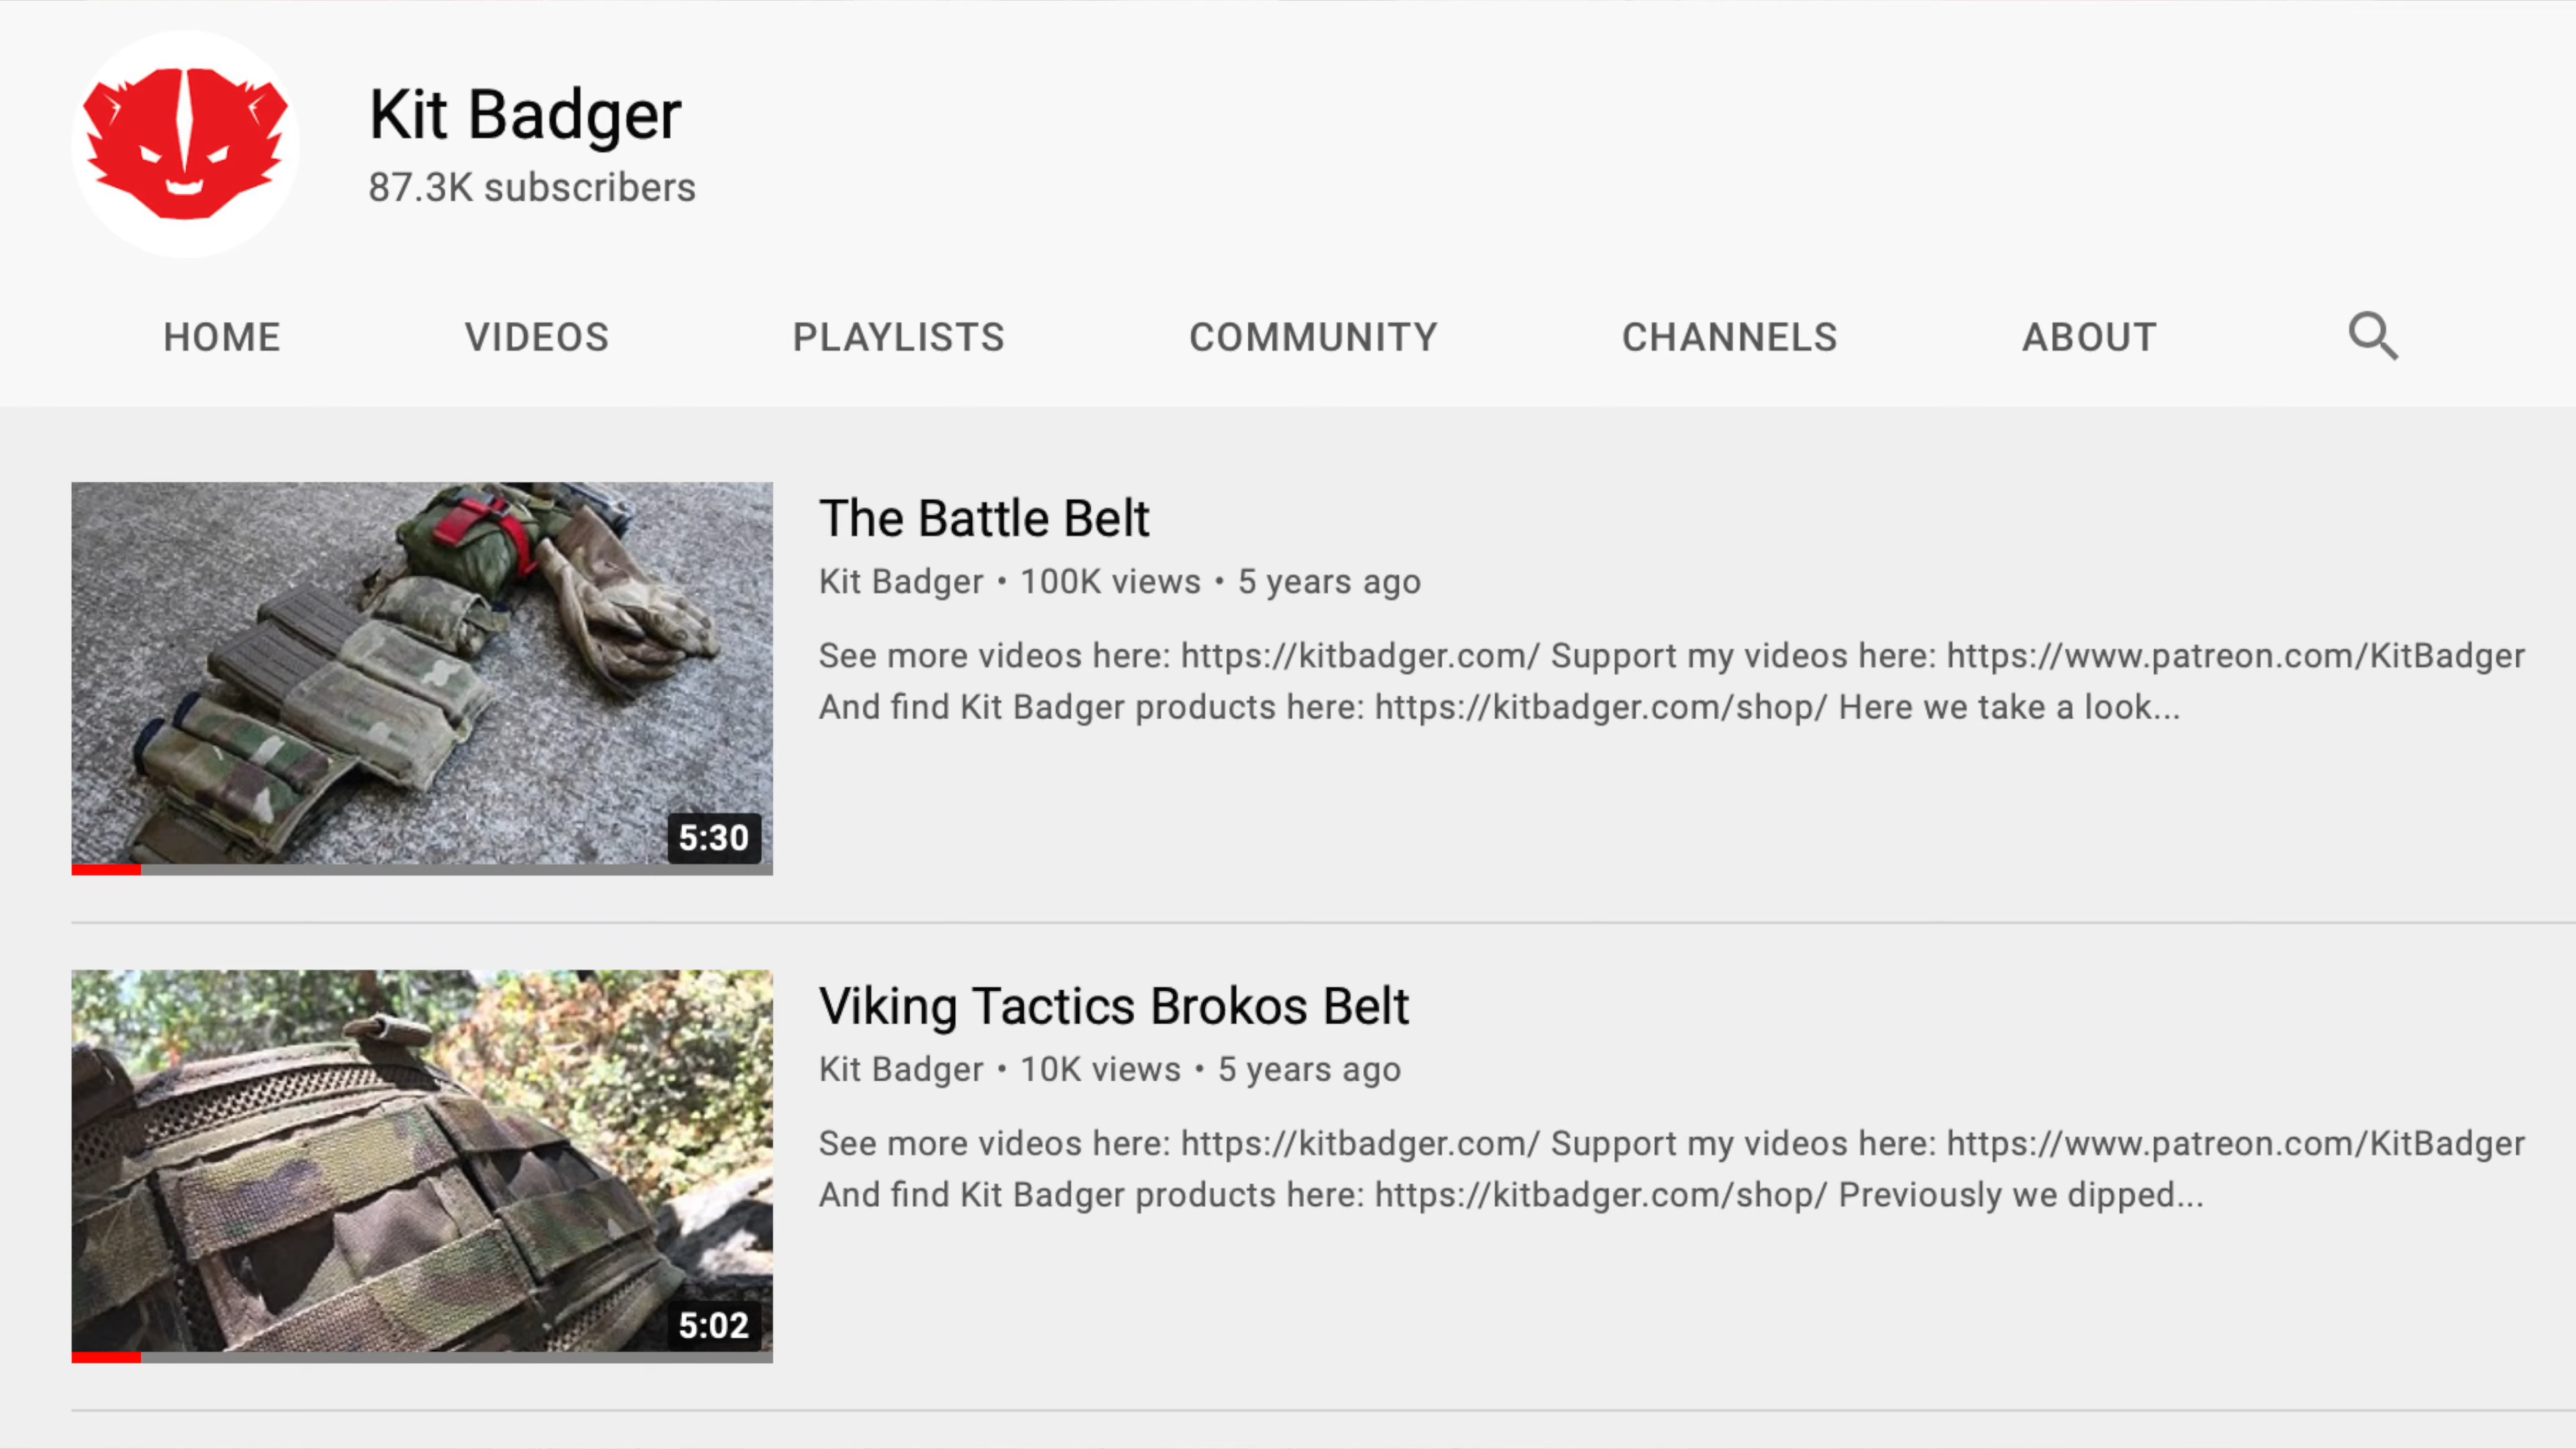 Kit Badger
87.3K subscribers
HOME VIDEOS PLAYLISTS COMMUNITY CHANNELS ABOUT
The Battle Belt
Kit Badger • 100K views • 5 years ago
See more videos here: https://kitbadger.com/ Support my videos here: https://www.patreon.com/KitBadger
And find Kit Badger products here: https://kitbadger.com/shop/ Here we take a look...
5:30
Viking Tactics Brokos Belt
Kit Badger • 10K views • 5 years ago
See more videos here: https://kitbadger.com/ Support my videos here: https://www.patreon.com/KitBadger
And find Kit Badger products here: https://kitbadger.com/shop/ Previously we dipped...
5:02